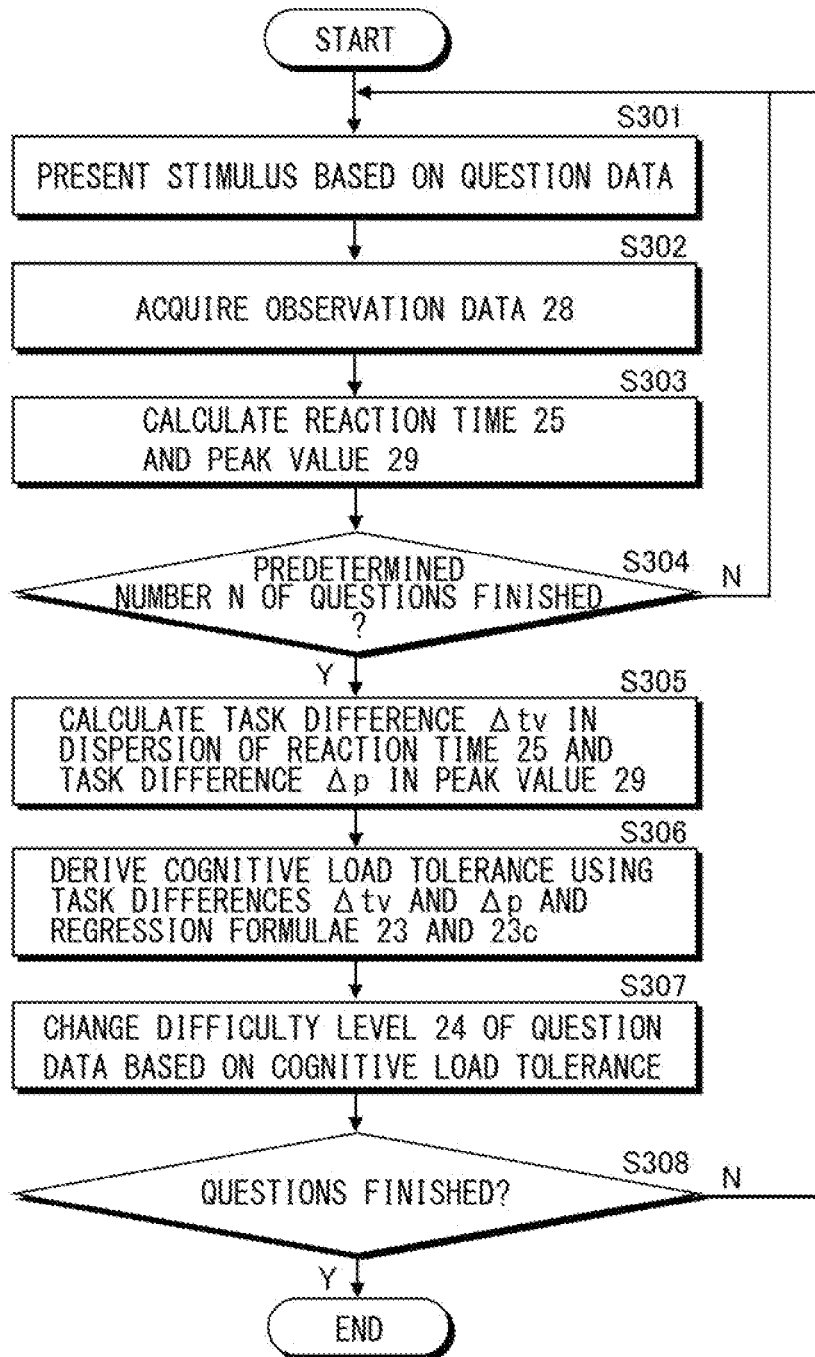 START
S301
PRESENT STIMULUS BASED ON QUESTION DATA
S302
ACQUIRE OBSERVATION DATA 28
S303
CALCULATE REACTION TIME 25
AND PEAK VALUE 29
S304
PREDETERMINED
NUMBER N OF QUESTIONS FINISHED
?
N
Y
S305
CALCULATE TASK DIFFERENCE Δtv IN
DISPERSION OF REACTION TIME 25 AND
TASK DIFFERENCE Δp IN PEAK VALUE 29
S306
DERIVE COGNITIVE LOAD TOLERANCE USING
TASK DIFFERENCES Δtv AND Δp AND
REGRESSION FORMULAE 23 AND 23c
S307
CHANGE DIFFICULTY LEVEL 24 OF QUESTION
DATA BASED ON COGNITIVE LOAD TOLERANCE
S308
QUESTIONS FINISHED?
N
Y
END